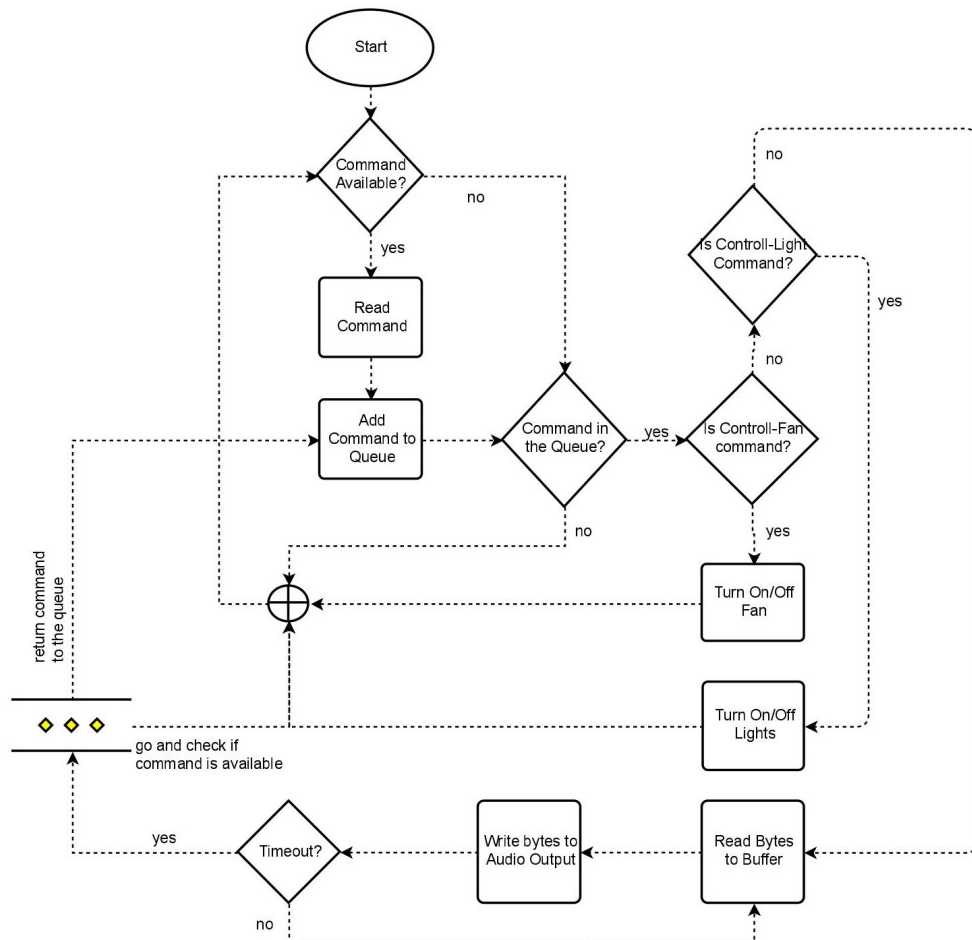 Start
Command
Available?
no
yes
Read
Command
Add
Command to
Queue
Command in
the Queue?
yes
no
Is Controll-Fan
command?
no
yes
Is Controll-Light
Command?
no
yes
Turn On/Off
Fan
Turn On/Off
Lights
return command
to the queue
go and check if
command is available
Read Bytes
to Buffer
Write bytes to
Audio Output
Timeout?
yes
no